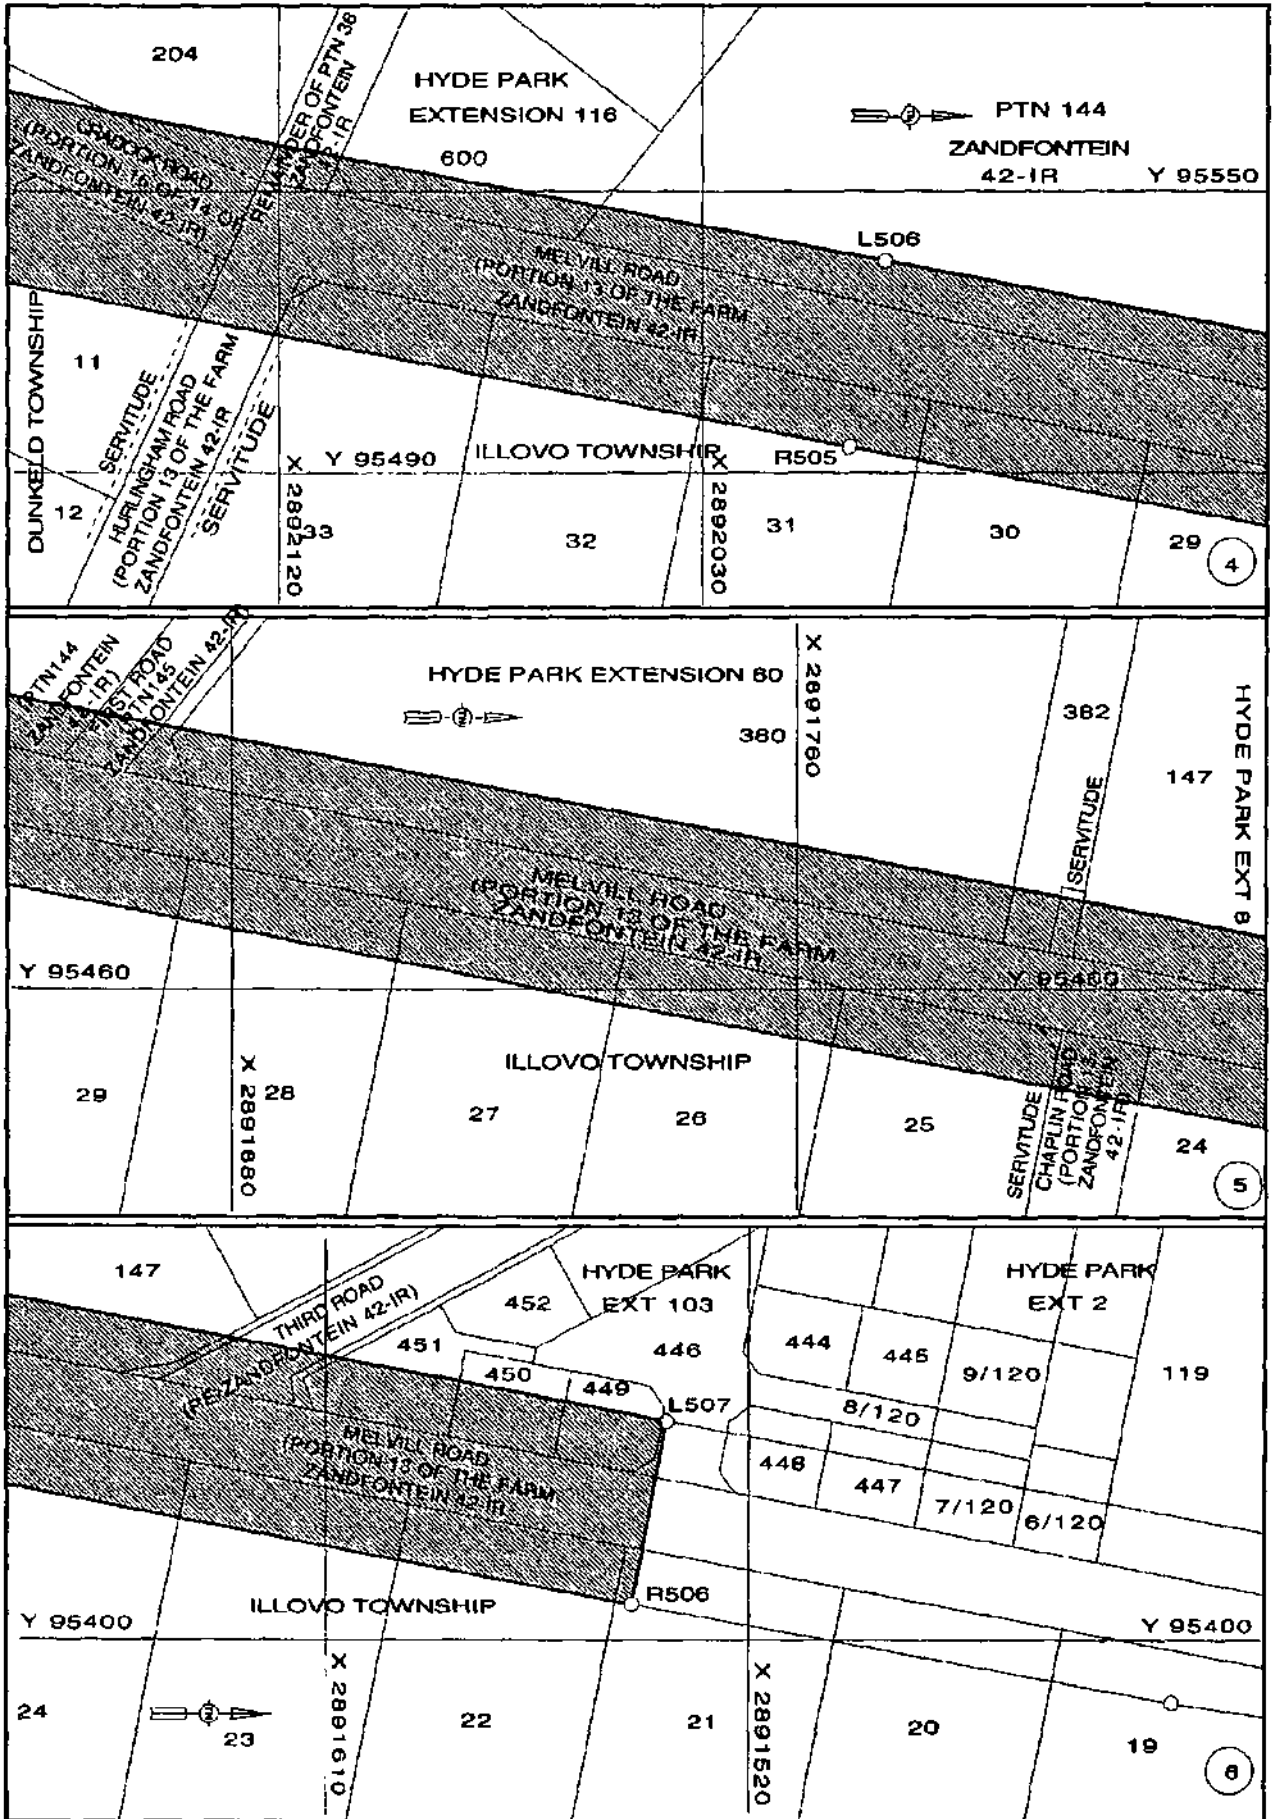 204
REMAINDER OF PTN 38
ZANDFONTEIN
42-IR
HYDE PARK
EXTENSION 116
600
PTN 144
ZANDFONTEIN
42-IR
Y 95550
CRADOCK ROAD
(PORTION 16 OF 14 OF
ZANDFONTEIN 42-IR)
L506
MELVILL ROAD
(PORTION 13 OF THE FARM
ZANDFONTEIN 42-IR
DUNKELD TOWNSHIP
11
12
SERVITUDE
HURLINGHAM ROAD
(PORTION 13 OF THE FARM
ZANDFONTEIN 42-IR
SERVITUDE
X 2892120
Y 95490
ILLOVO TOWNSHIP
X 2892030
R505
33
32
31
30
29
4
PTN144
ZANDFONTEIN
42-IR)
FIRST ROAD
PTN145
ZANDFONTEIN 42-IR)
HYDE PARK EXTENSION 60
380
X 2891760
382
SERVITUDE
147
HYDE PARK EXT 8
MELVILL ROAD
(PORTION 13 OF THE FARM
ZANDFONTEIN 42-IR
Y 95460
Y 95460
X 2891880
ILLOVO TOWNSHIP
29
28
27
26
25
SERVITUDE
CHAPLIN ROAD
(PORTION 13
ZANDFONTEIN
42-IR)
24
5
147
THIRD ROAD
(RE/ZANDFONTEIN 42-IR)
452
451
450
449
HYDE PARK
EXT 103
446
L507
HYDE PARK
EXT 2
444
445
9/120
119
8/120
448
447
7/120
6/120
MELVILL ROAD
(PORTION 13 OF THE FARM
ZANDFONTEIN 42-IR
R506
ILLOVO TOWNSHIP
Y 95400
Y 95400
X 2891610
X 2891520
24
23
22
21
20
19
6